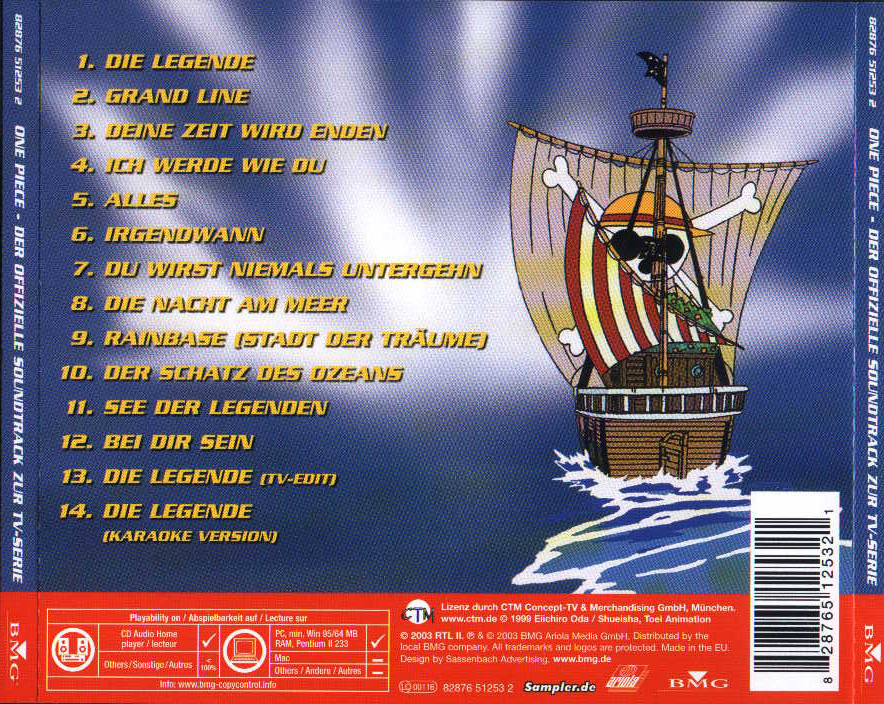 82876 51253 2 ONE PIECE - DER OFFIZIELLE SOUNDTRACK ZUR TV-SERIE BMG
1. DIE LEGENDE
2. GRAND LINE
3. DEINE ZEIT WIRD ENDEN
4. ICH WERDE WIE DU
5. ALLES
6. IRGENDWANN
7. DU WIRST NIEMALS UNTERGEHN
8. DIE NACHT AM MEER
9. RAINBASE (STADT DER TRÄUME)
10. DER SCHATZ DES OZEANS
11. SEE DER LEGENDEN
12. BEI DIR SEIN
13. DIE LEGENDE (TV-EDIT)
14. DIE LEGENDE
(KARAOKE VERSION)
8 28765 12532 1
Playability on / Abspielbarkeit auf / Lecture sur
CD Audio Home
player / lecteur
Others/Sonstige/Autres
<
100%
PC, min. Win 95/64 MB
RAM, Pentium II 233
Mac
Others / Andere / Autres
Info: www.bmg-copycontrol.info
CTM
Lizenz durch CTM Concept-TV & Merchandising GmbH, München.
www.ctm.de © 1999 Eiichiro Oda / Shueisha, Toei Animation
© 2003 RTL II. ℗ & © 2003 BMG Ariola Media GmbH. Distributed by the
local BMG company. All trademarks and logos are protected. Made in the EU.
Design by Sassenbach Advertising, www.bmg.de
LC 00116 82876 51253 2 Sampler.de ariola BMG
82876 51253 2 ONE PIECE - DER OFFIZIELLE SOUNDTRACK ZUR TV-SERIE BMG